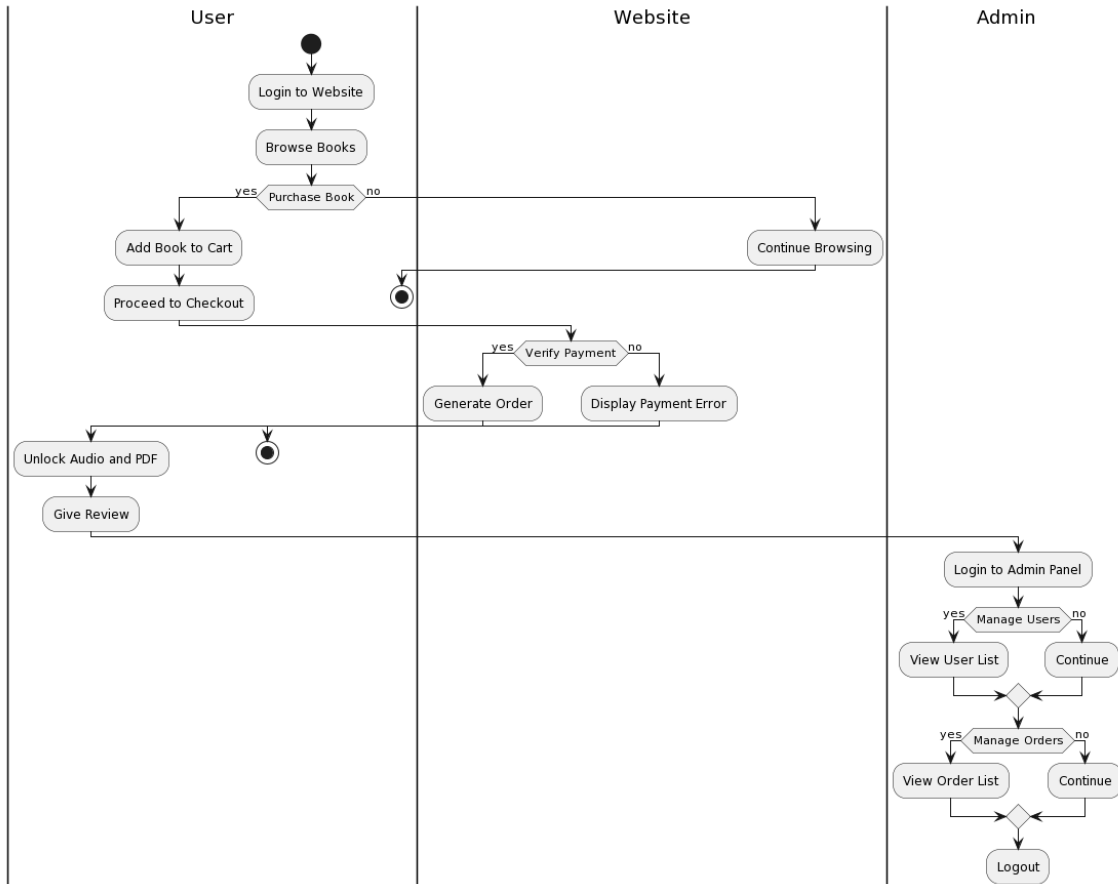 User
Website
Admin
Login to Website
Browse Books
yes
Purchase Book
no
Add Book to Cart
Continue Browsing
Proceed to Checkout
yes
Verify Payment
no
Generate Order
Display Payment Error
Unlock Audio and PDF
Give Review
Login to Admin Panel
yes
Manage Users
no
View User List
Continue
yes
Manage Orders
no
View Order List
Continue
Logout